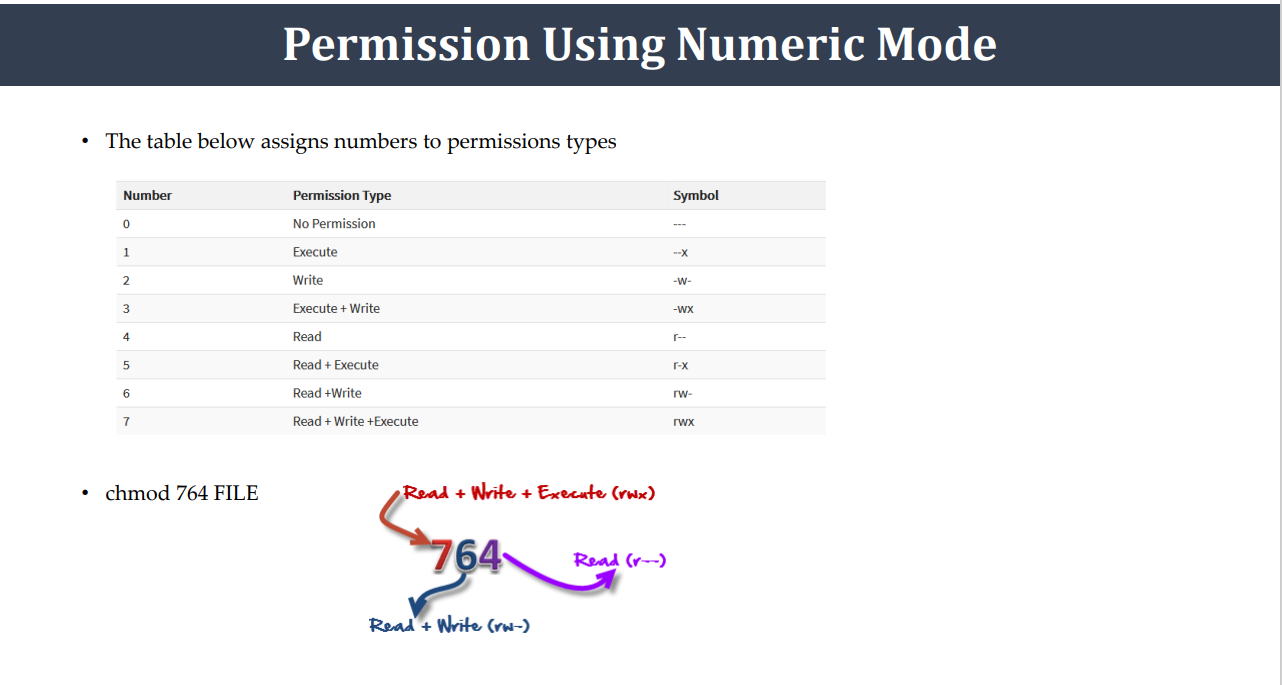 Permission Using Numeric Mode
• The table below assigns numbers to permissions types
Number Permission Type Symbol
0 No Permission ---
1 Execute --x
2 Write -w-
3 Execute + Write -wx
4 Read r--
5 Read + Execute r-x
6 Read +Write rw-
7 Read + Write +Execute rwx
• chmod 764 FILE
Read + Write + Execute (rwx)
764
Read (r--)
Read + Write (rw-)